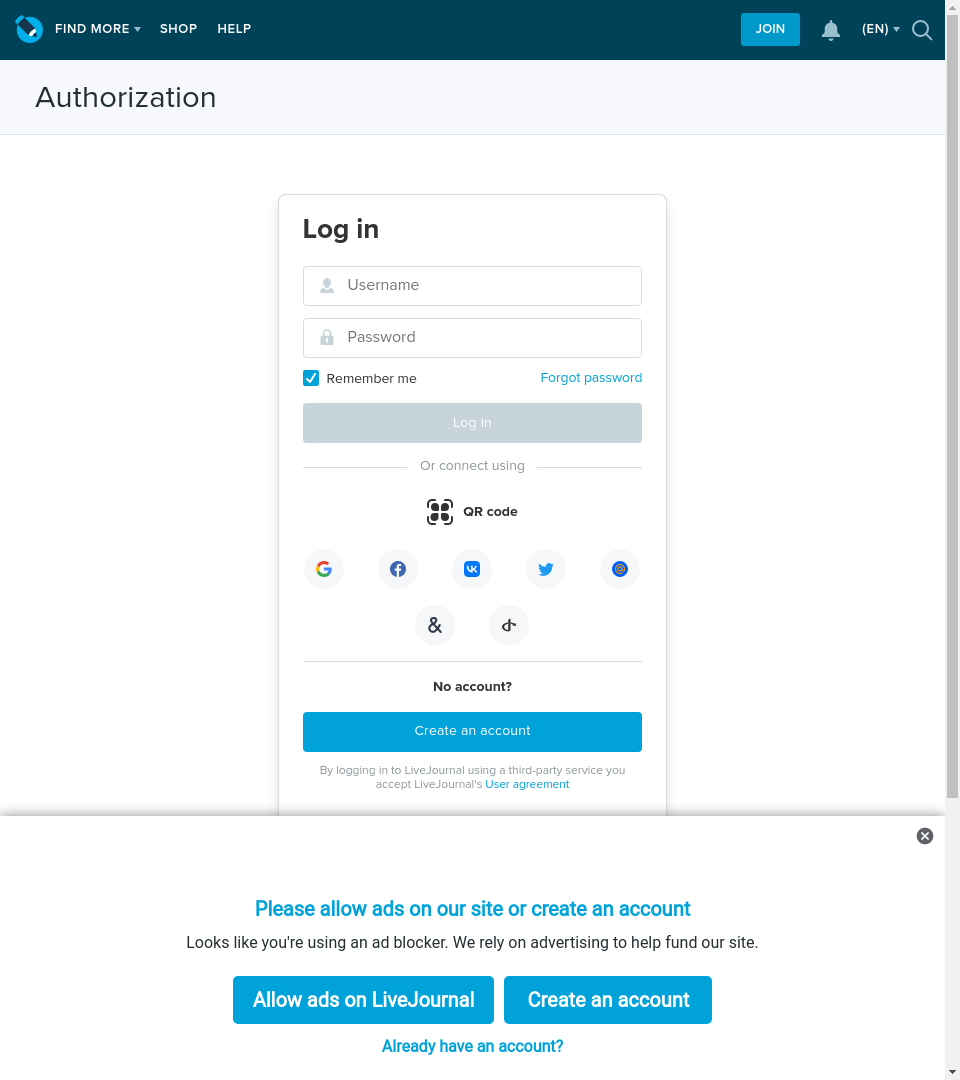 FIND MORE SHOP HELP JOIN (EN)
Authorization
Log in
Username
Password
Remember me Forgot password
Log in
Or connect using
QR code
No account?
Create an account
By logging in to LiveJournal using a third-party service you
accept LiveJournal's User agreement
Please allow ads on our site or create an account
Looks like you're using an ad blocker. We rely on advertising to help fund our site.
Allow ads on LiveJournal Create an account
Already have an account?